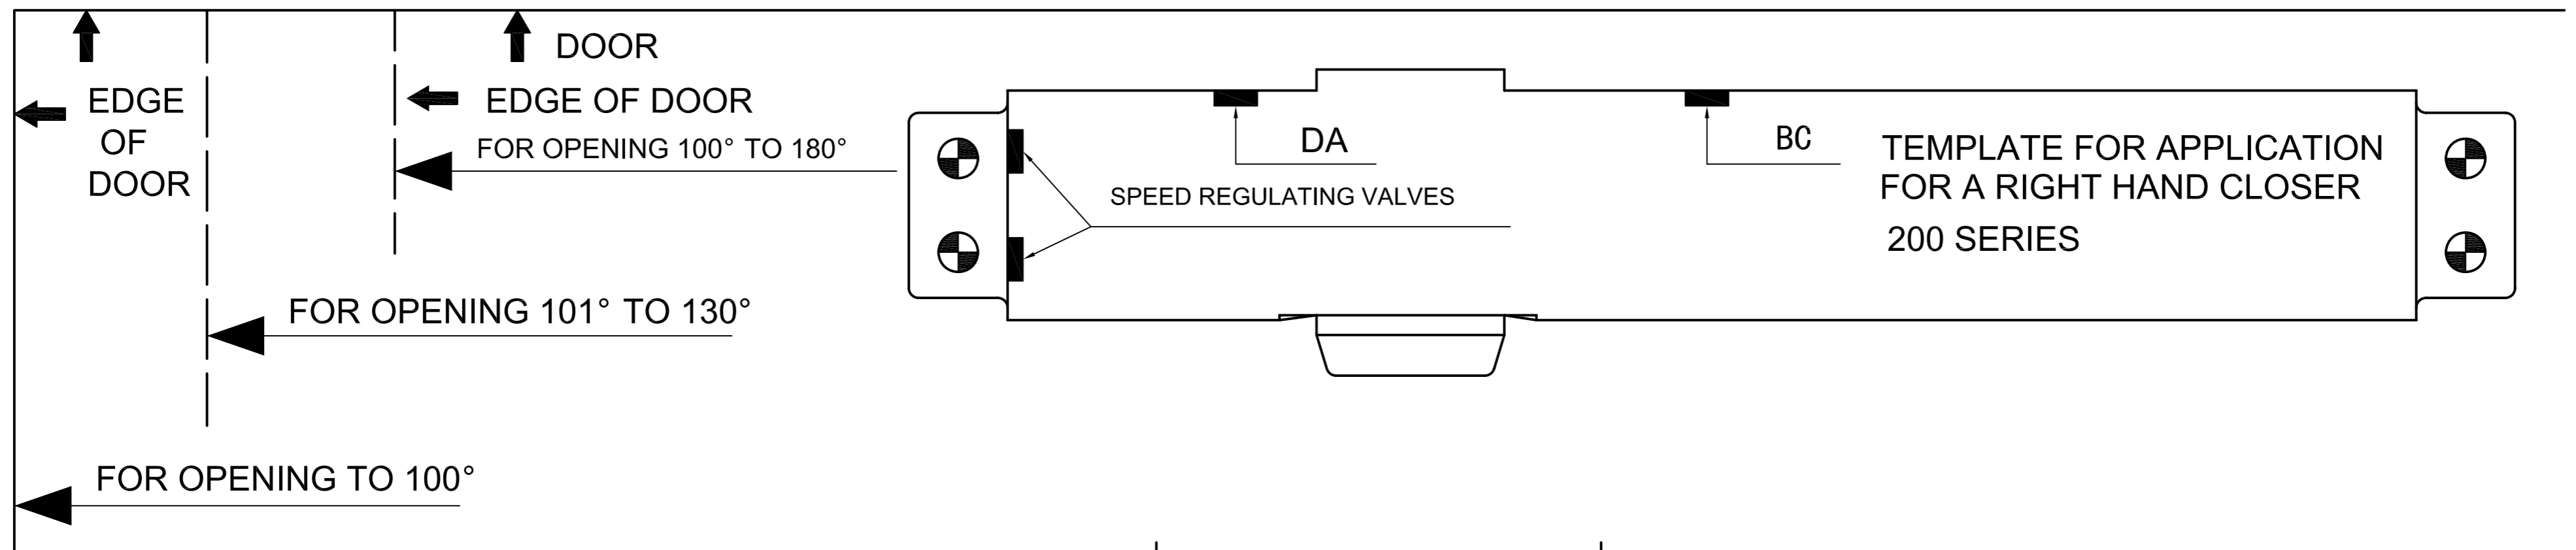 DOOR
EDGE
OF
DOOR
EDGE OF DOOR
FOR OPENING 100° TO 180°
DA
BC
SPEED REGULATING VALVES
TEMPLATE FOR APPLICATION
FOR A RIGHT HAND CLOSER
200 SERIES
FOR OPENING 101° TO 130°
FOR OPENING TO 100°